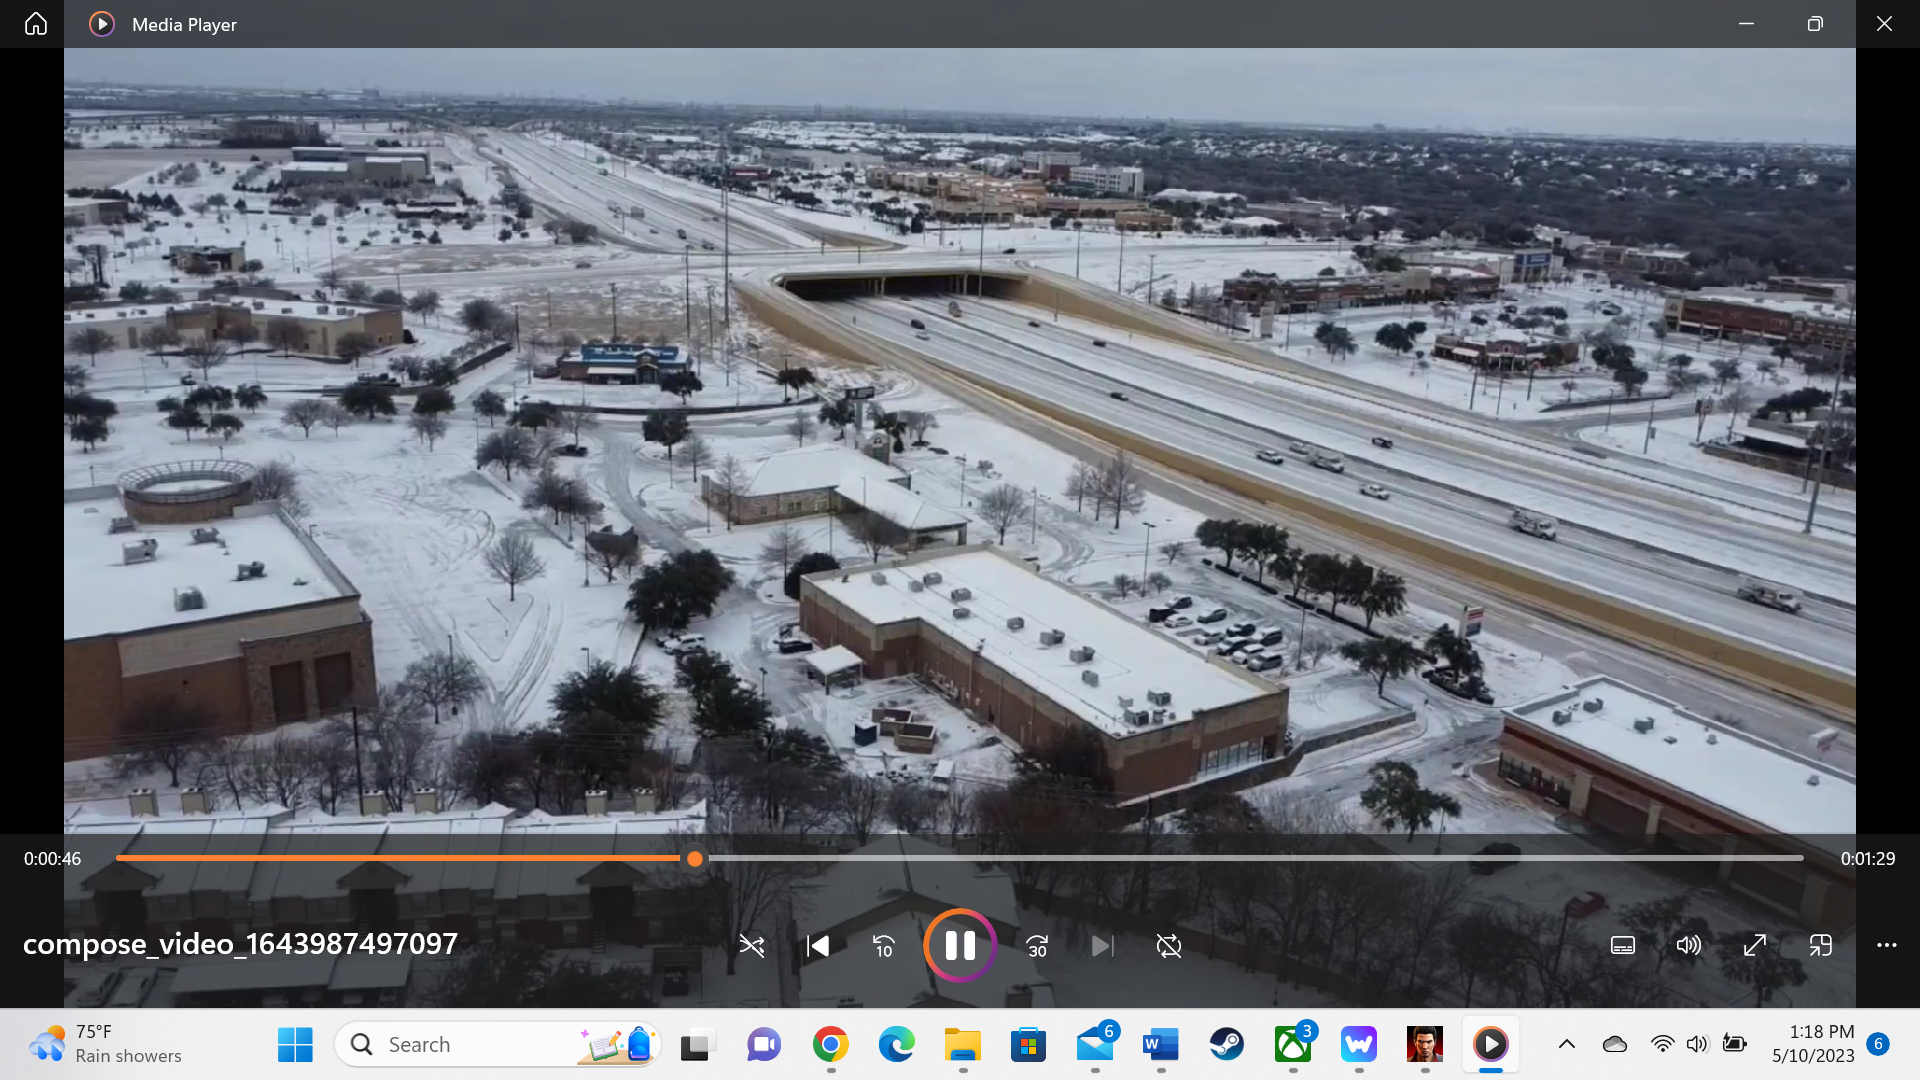 Media Player
0:00:46
0:01:29
compose_video_1643987497097
10
30
75°F
Rain showers
Search
6
W
3
1:18 PM
5/10/2023
6